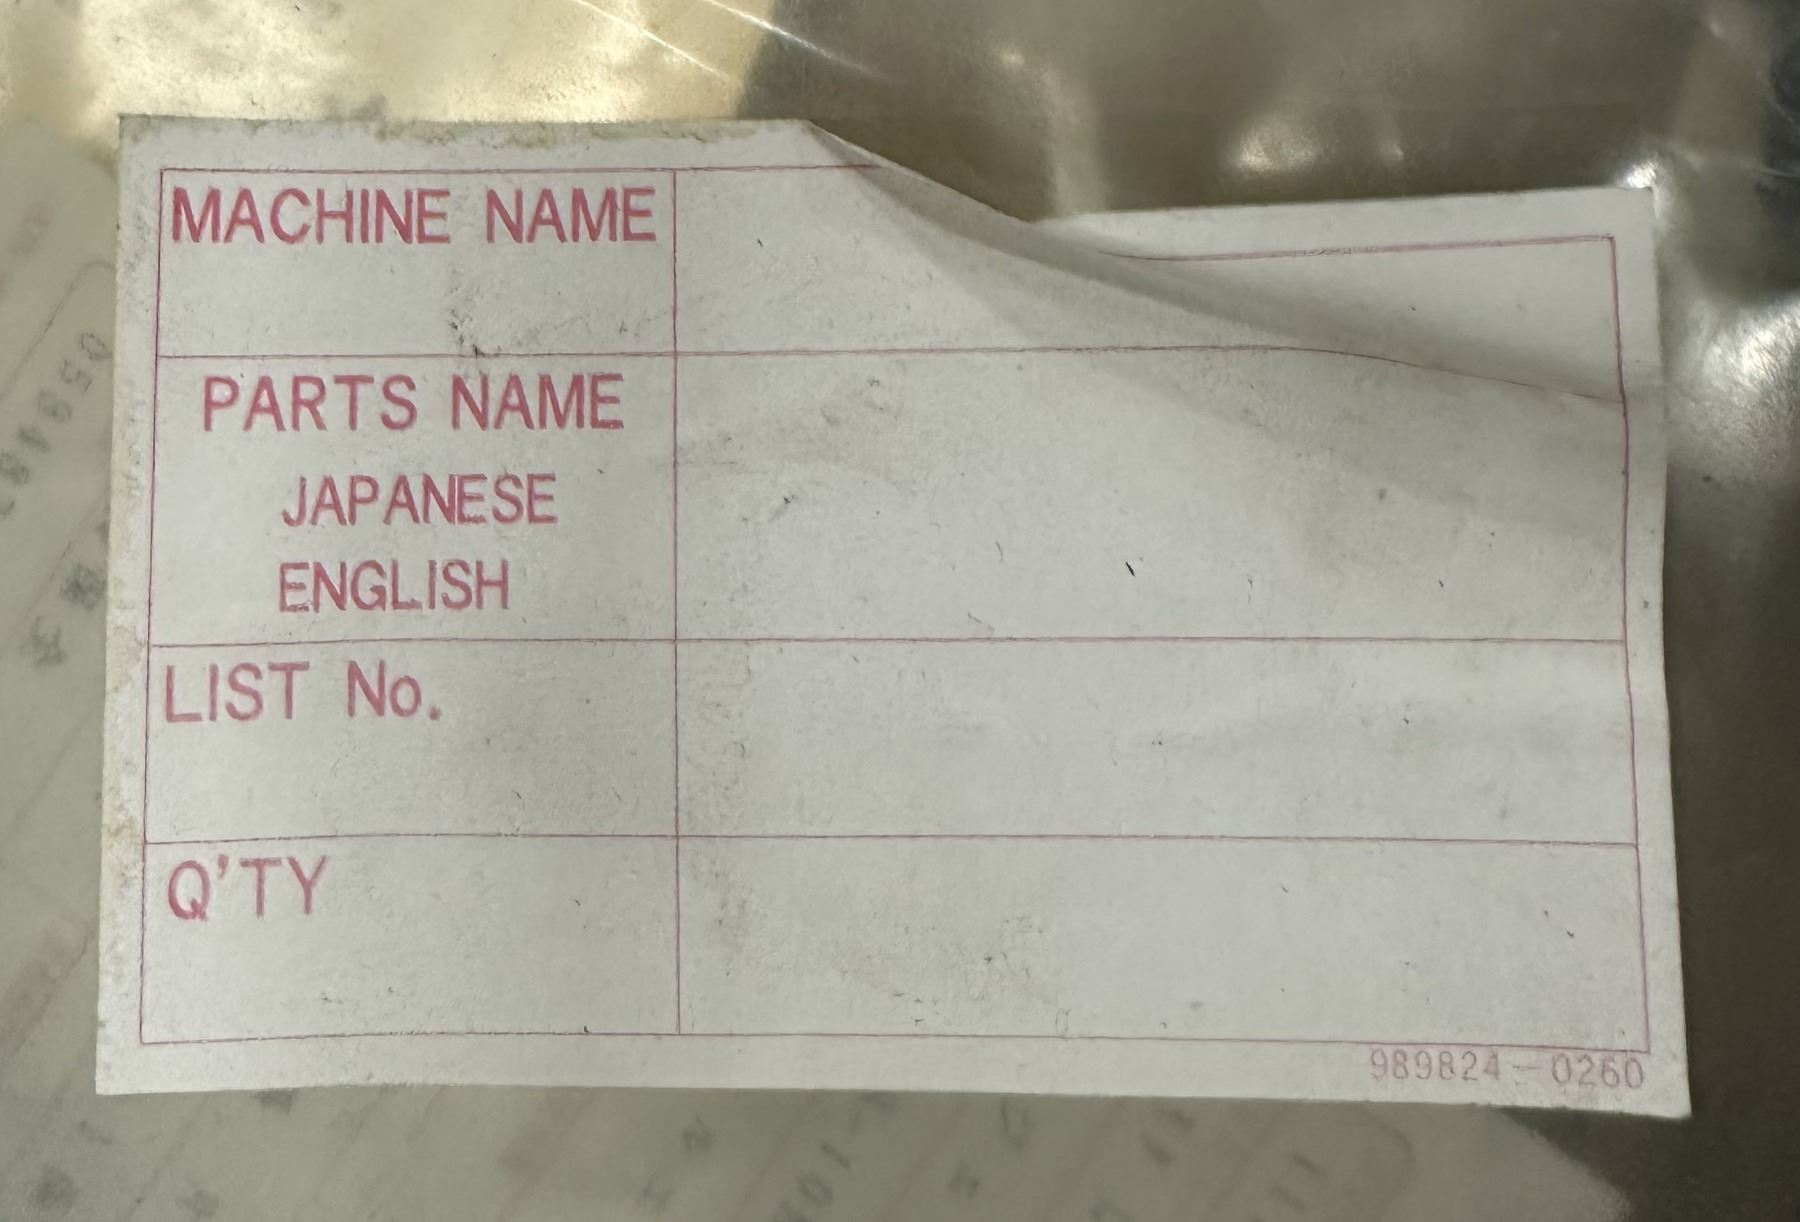 MACHINE NAME
PARTS NAME
JAPANESE
ENGLISH
LIST No.
Q'TY
989824-0260